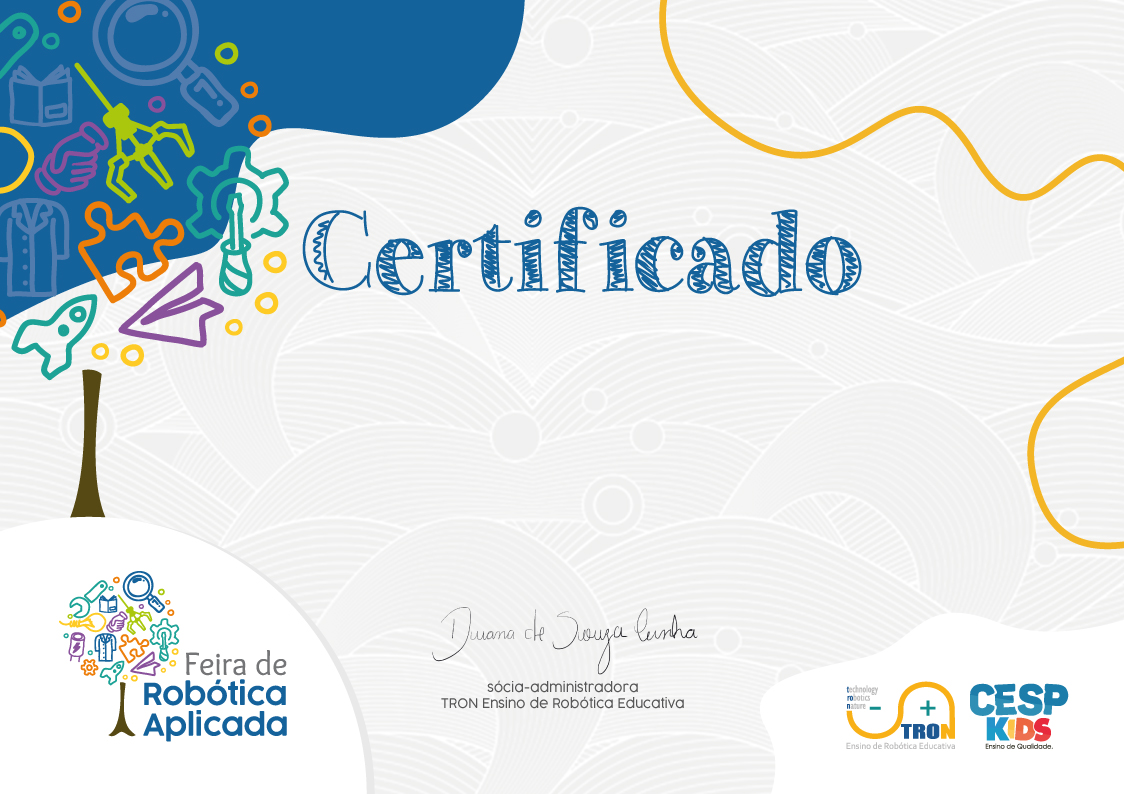 Certificado
Diuana de Souza Cunha
sócia-administradora
TRON Ensino de Robótica Educativa
Feira de
Robótica
Aplicada
technology
robotics
nature
- +
TRON
Ensino de Robótica Educativa
CESP
KIDS
Ensino de Qualidade.